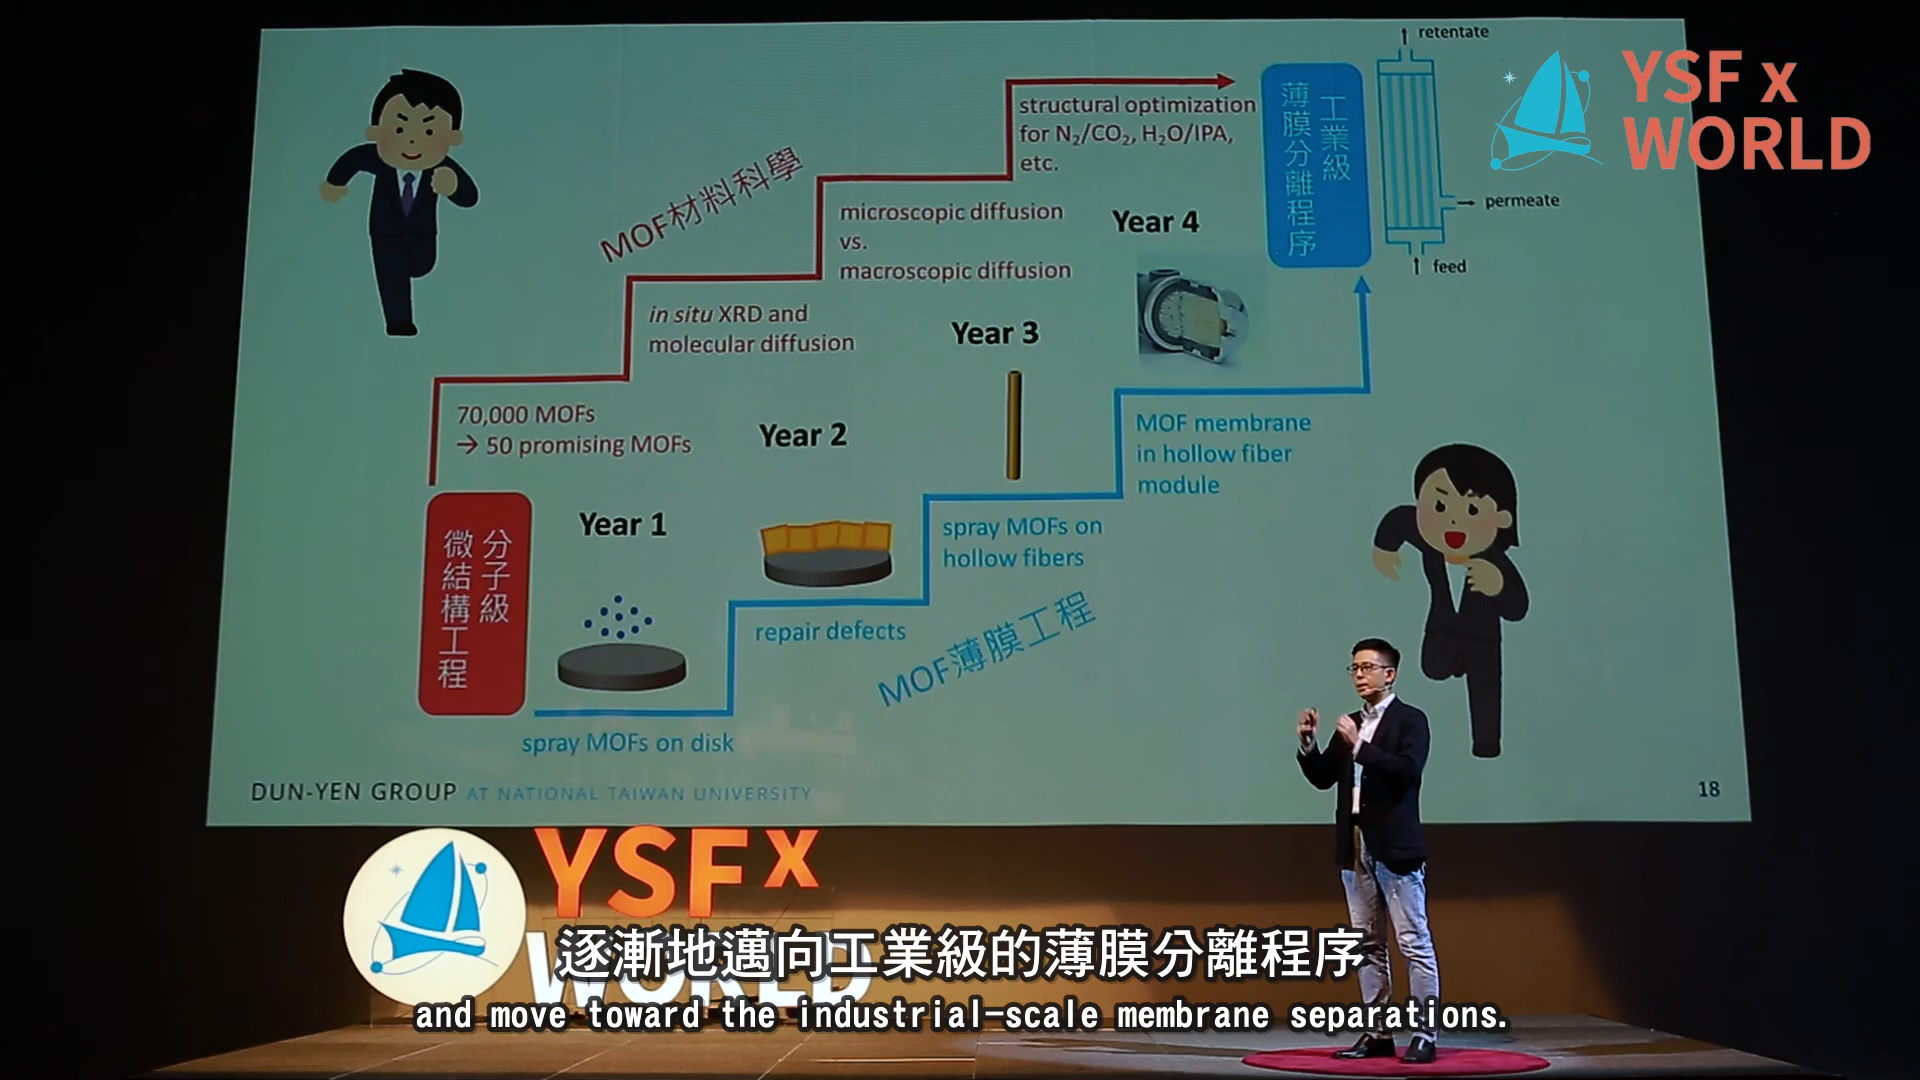 retentate
YSF x
WORLD
structural optimization
for N₂/CO₂, H₂O/IPA,
etc.
工業級
薄膜分離程序
permeate
feed
MOF材料科學
microscopic diffusion
vs.
macroscopic diffusion
Year 4
in situ XRD and
molecular diffusion
Year 3
70,000 MOFs
→ 50 promising MOFs
Year 2
MOF membrane
in hollow fiber
module
分子級
微結構工程
Year 1
spray MOFs on
hollow fibers
repair defects
MOF薄膜工程
spray MOFs on disk
DUN-YEN GROUP AT NATIONAL TAIWAN UNIVERSITY
18
YSF x
WORLD
逐漸地邁向工業級的薄膜分離程序
and move toward the industrial-scale membrane separations.